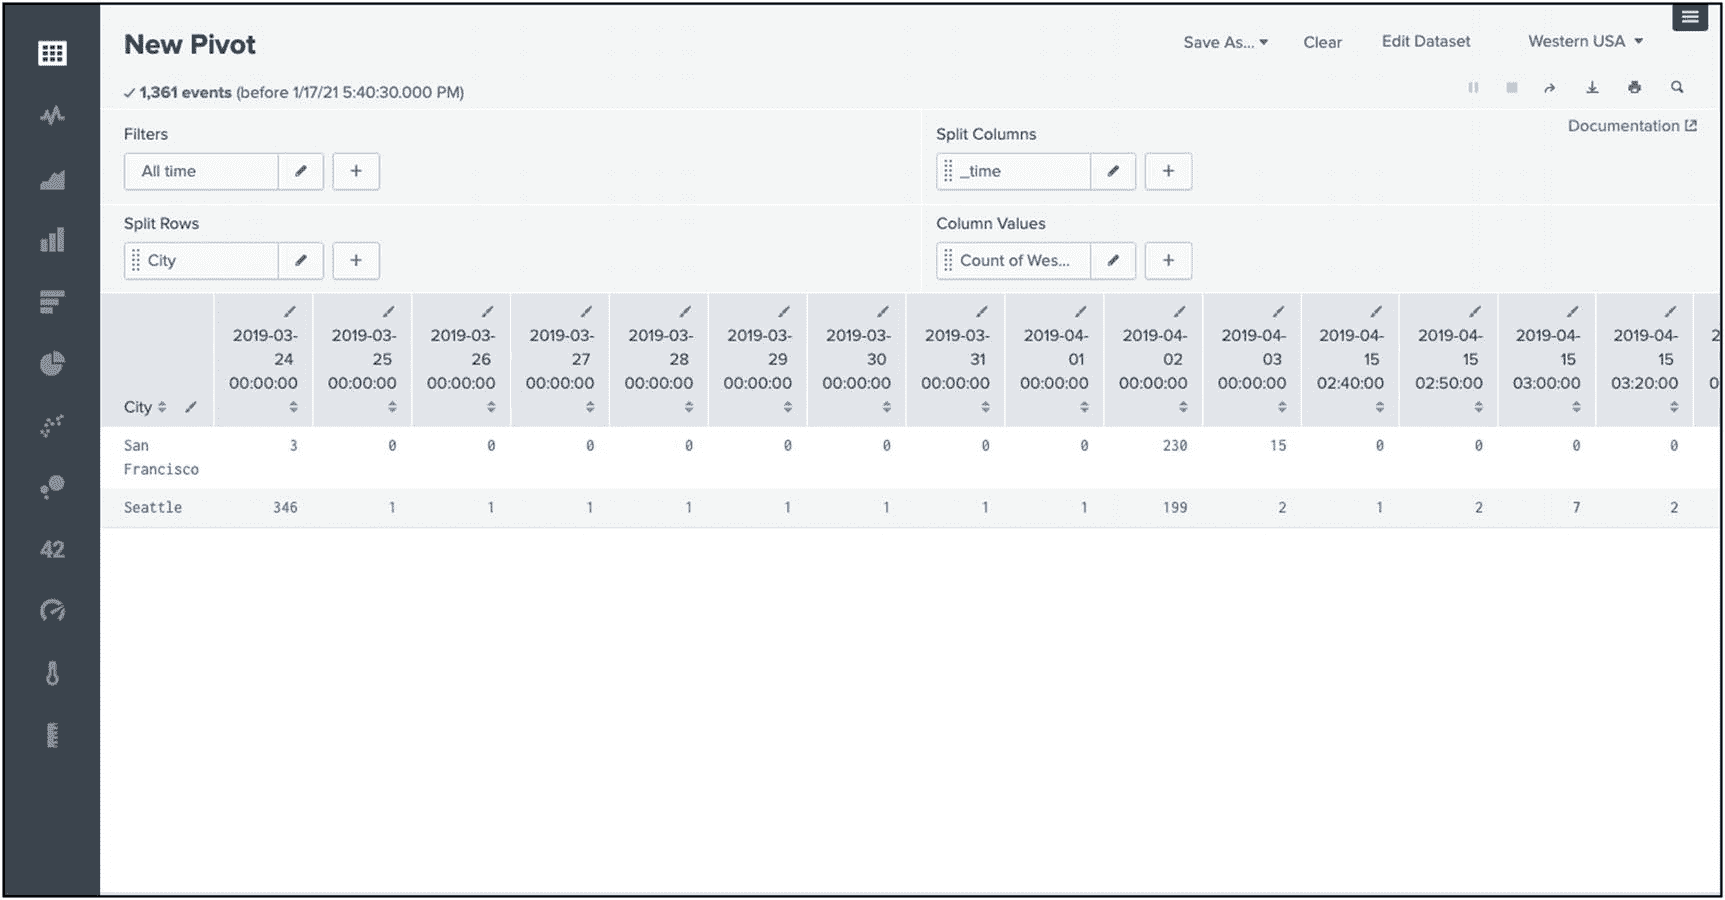 New Pivot
Save As...
Clear
Edit Dataset
Western USA
1,361 events (before 1/17/21 5:40:30.000 PM)
Documentation
Filters
Split Columns
All time
+
_time
+
Split Rows
Column Values
City
+
Count of Wes...
+
2019-03- 2019-03- 2019-03- 2019-03- 2019-03- 2019-03- 2019-03- 2019-03- 2019-04- 2019-04- 2019-04- 2019-04- 2019-04- 2019-04- 2019-04- 2
24 25 26 27 28 29 30 31 01 02 03 15 15 15 15
00:00:00 00:00:00 00:00:00 00:00:00 00:00:00 00:00:00 00:00:00 00:00:00 00:00:00 00:00:00 00:00:00 02:40:00 02:50:00 03:00:00 03:20:00 0
City
San 3 0 0 0 0 0 0 0 0 230 15 0 0 0 0
Francisco
Seattle 346 1 1 1 1 1 1 1 1 199 2 1 2 7 2
42